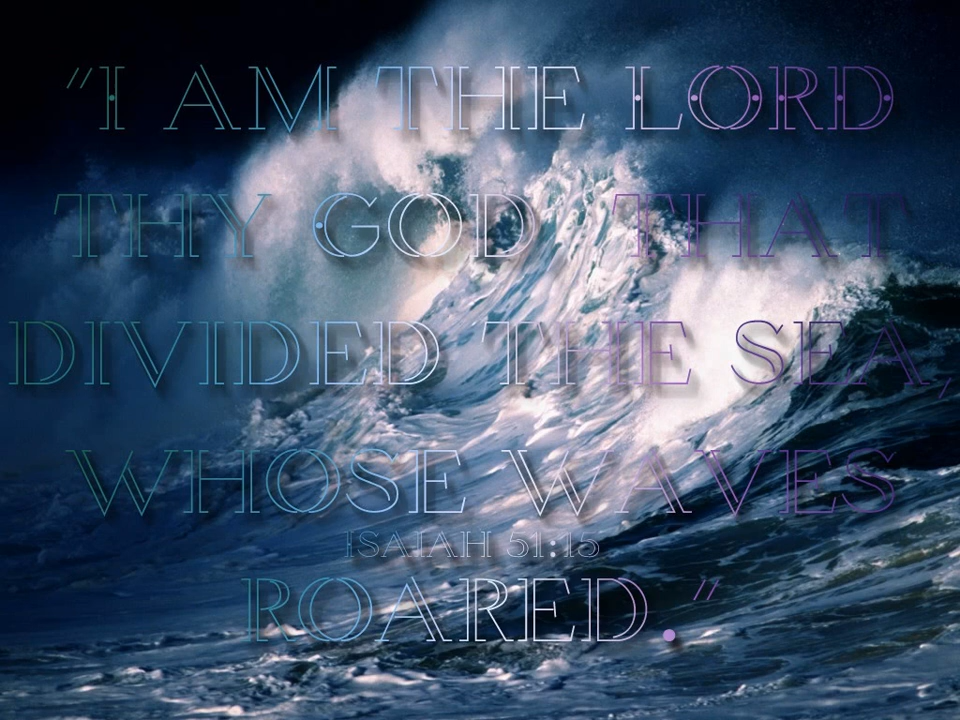 “I AM THE LORD
THY GOD, THAT
DIVIDED THE SEA,
WHOSE WAVES
ISAIAH 51:15
ROARED.”